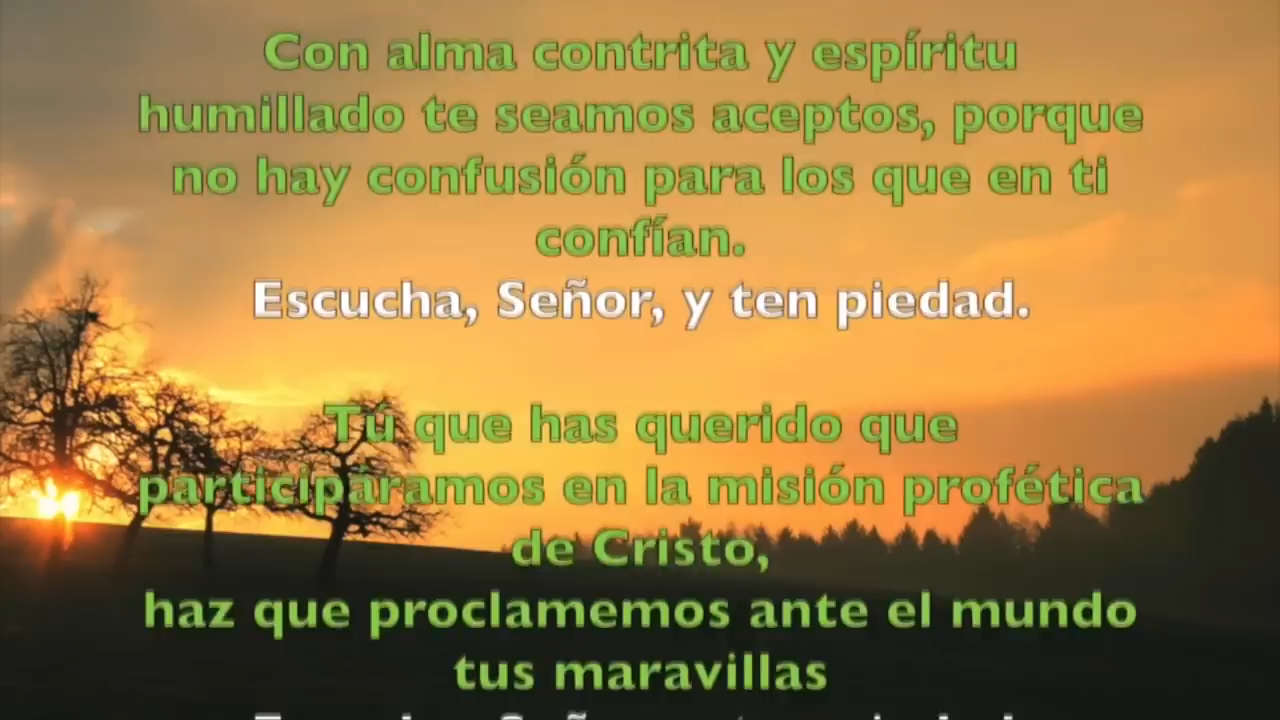 Con alma contrita y espíritu
humillado te seamos aceptos, porque
no hay confusión para los que en ti
confían.
Escucha, Señor, y ten piedad.
Tú que has querido que
participáramos en la misión profética
de Cristo,
haz que proclamemos ante el mundo
tus maravillas